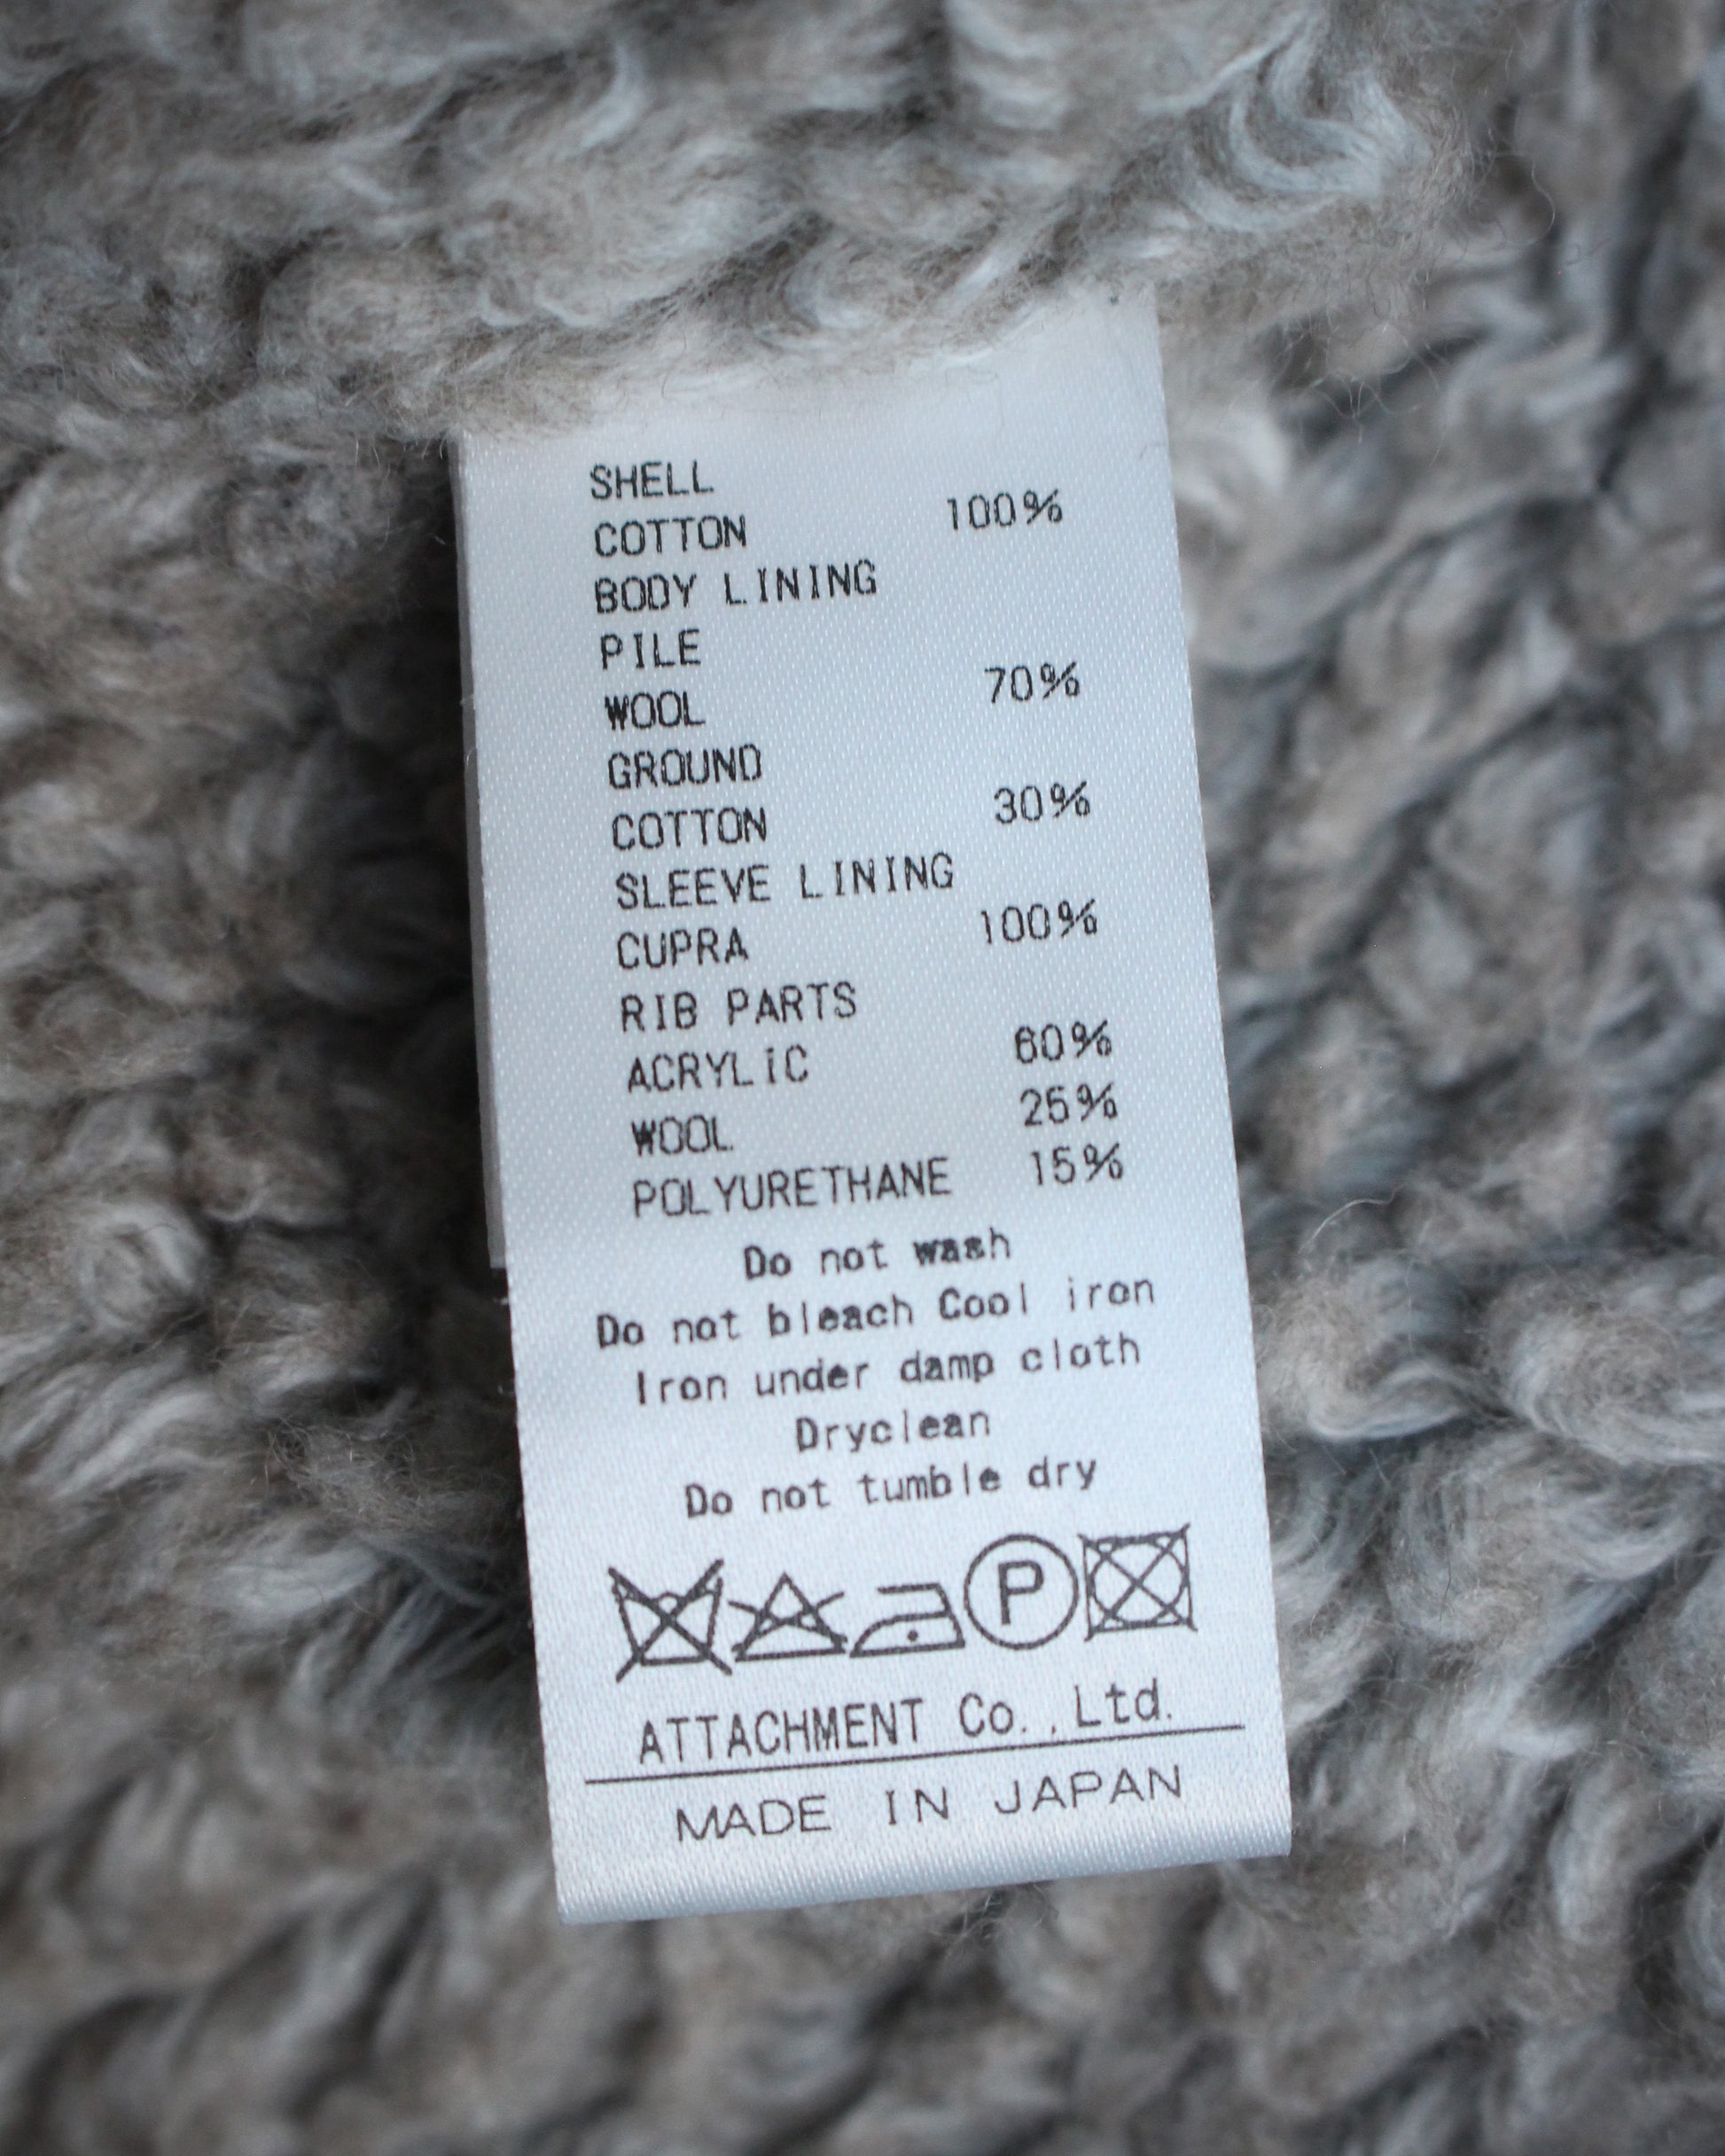 SHELL
COTTON 100%
BODY LINING
PILE
WOOL 70%
GROUND
COTTON 30%
SLEEVE LINING
CUPRA 100%
RIB PARTS
ACRYLiC 60%
WOOL 25%
POLYURETHANE 15%
Do not wash
Do not bleach Cool iron
Iron under damp cloth
Dryclean
Do not tumble dry
P
ATTACHMENT Co.,Ltd.
MADE IN JAPAN